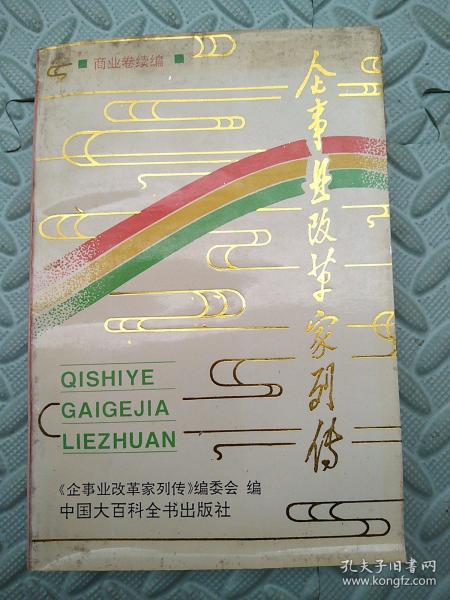 商业卷续编
企事业改革家列传
QISHIYE
GAIGEJIA
LIEZHUAN
《企事业改革家列传》编委会 编
中国大百科全书出版社
孔夫子旧书网
www.kongfz.com